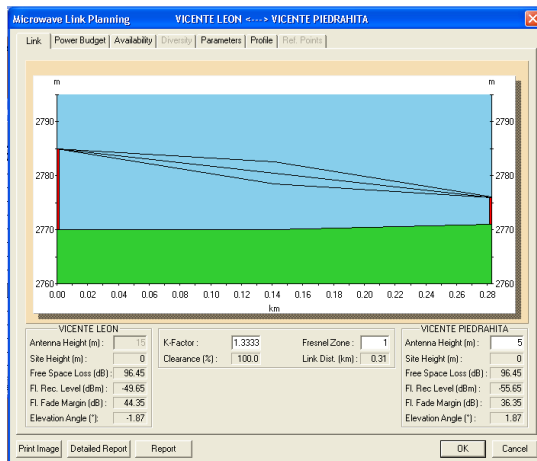 Microwave Link Planning VICENTE LEON <---> VICENTE PIEDRAHITA
Link Power Budget Availability Diversity Parameters Profile Ref. Points
m m
2790 2790
2780 2780
2770 2770
2760 2760
0.00 0.02 0.04 0.06 0.08 0.10 0.12 0.14 0.16 0.18 0.20 0.22 0.24 0.26 0.28
km
VICENTE LEON
Antenna Height (m) : 15
Site Height (m) : 0
Free Space Loss (dB) : 96.45
Fl. Rec. Level (dBm) : -49.65
Fl. Fade Margin (dB) : 44.35
Elevation Angle (°): -1.87
K-Factor : 1.3333 Fresnel Zone : 1
Clearance (%) : 100.0 Link Dist. (km) : 0.31
VICENTE PIEDRAHITA
Antenna Height (m) : 5
Site Height (m) : 0
Free Space Loss (dB) : 96.45
Fl. Rec. Level (dBm) : -55.65
Fl. Fade Margin (dB) : 36.35
Elevation Angle (°) : 1.87
Print Image Detailed Report Report OK Cancel